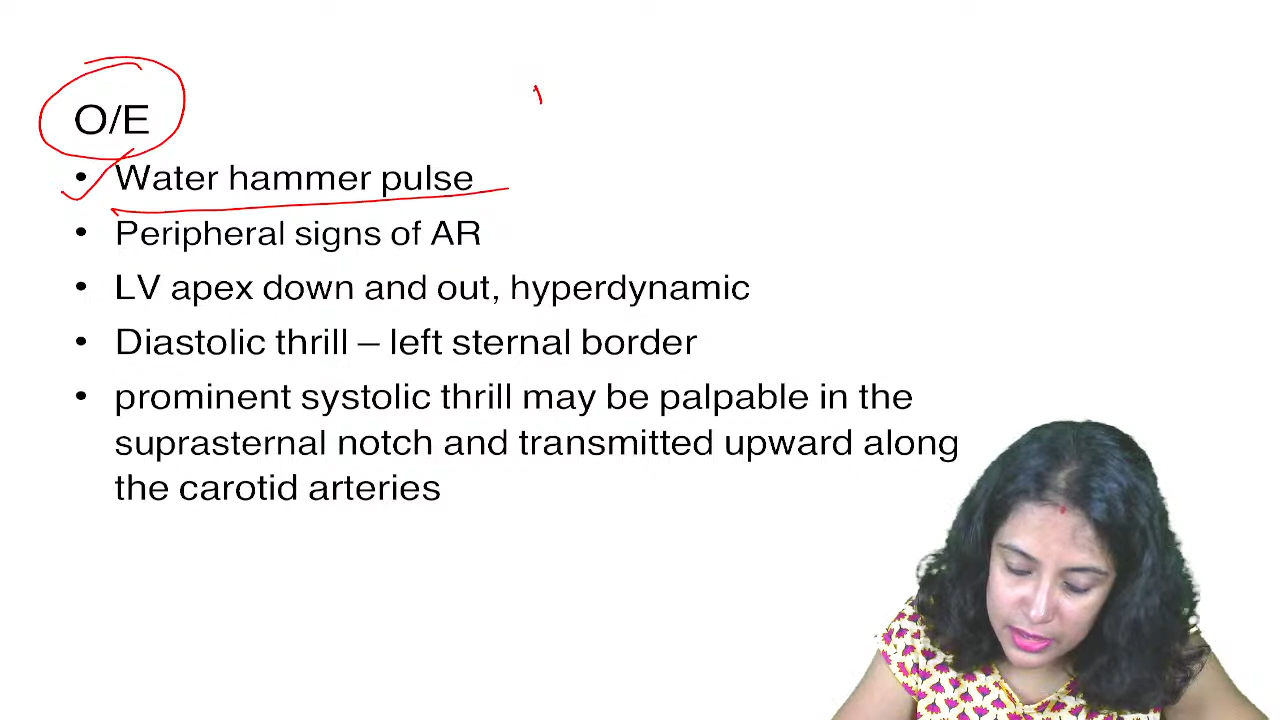 O/E
• Water hammer pulse
• Peripheral signs of AR
• LV apex down and out, hyperdynamic
• Diastolic thrill – left sternal border
• prominent systolic thrill may be palpable in the
suprasternal notch and transmitted upward along
the carotid arteries